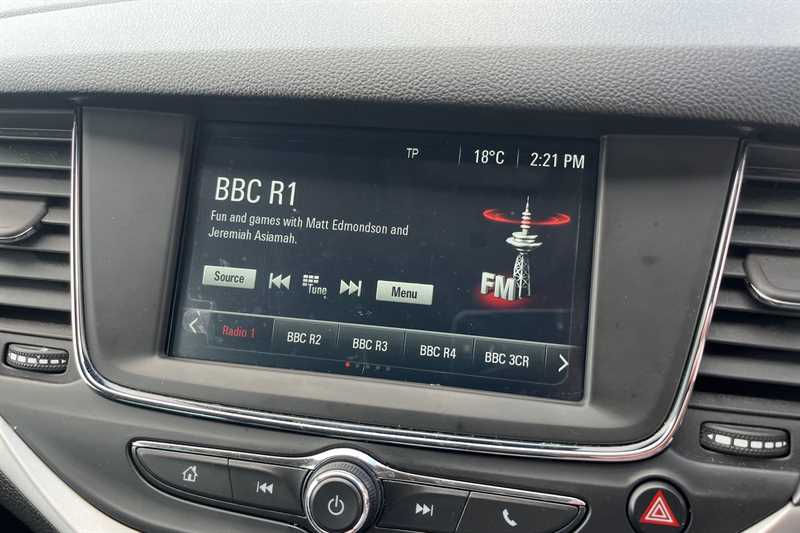 TP 18°C 2:21 PM
BBC R1
Fun and games with Matt Edmondson and
Jeremiah Asiamah.
FM
Source Tune Menu
Radio 1 BBC R2 BBC R3 BBC R4 BBC 3CR